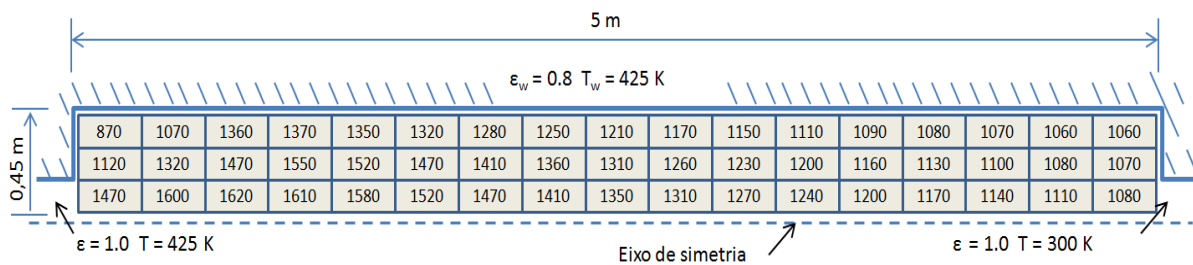 5 m
ε_w = 0.8 T_w = 425 K
0,45 m
870 1070 1360 1370 1350 1320 1280 1250 1210 1170 1150 1110 1090 1080 1070 1060 1060
1120 1320 1470 1550 1520 1470 1410 1360 1310 1260 1230 1200 1160 1130 1100 1080 1070
1470 1600 1620 1610 1580 1520 1470 1410 1350 1310 1270 1240 1200 1170 1140 1110 1080
ε = 1.0 T = 425 K
Eixo de simetria
ε = 1.0 T = 300 K